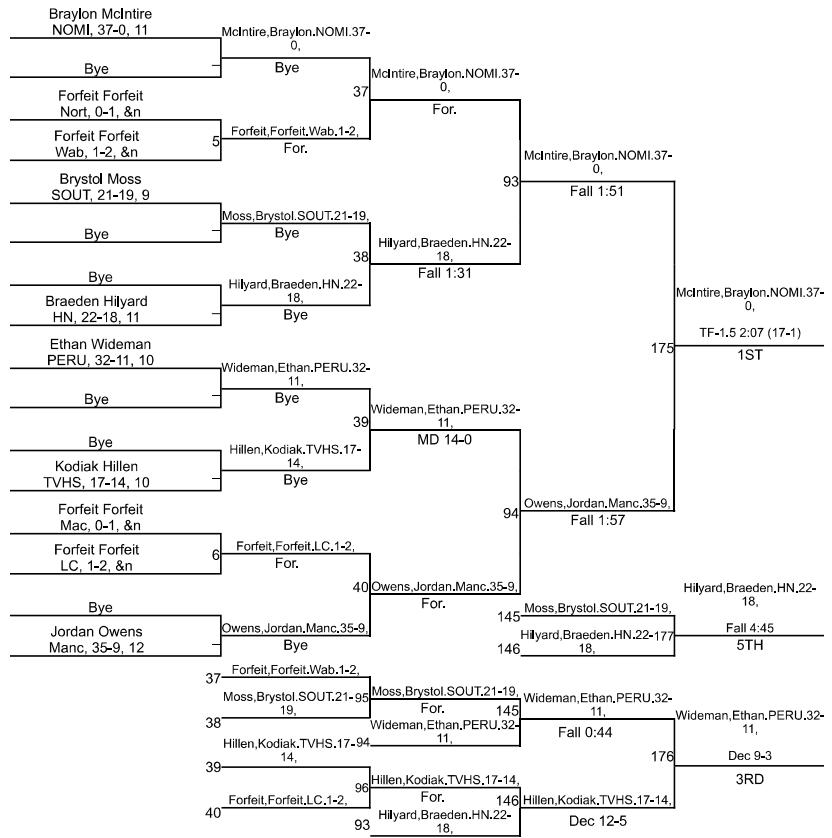 Braylon McIntire
NOMI, 37-0, 11
Bye
Forfeit Forfeit
Nort, 0-1, &n
Forfeit Forfeit
Wab, 1-2, &n
5
Brystol Moss
SOUT, 21-19, 9
Bye
Bye
Braeden Hilyard
HN, 22-18, 11
Ethan Wideman
PERU, 32-11, 10
Bye
Bye
Kodiak Hillen
TVHS, 17-14, 10
Forfeit Forfeit
Mac, 0-1, &n
Forfeit Forfeit
LC, 1-2, &n
6
Bye
Jordan Owens
Manc, 35-9, 12
McIntire,Braylon.NOMI.37-
0,
Bye
37
Forfeit,Forfeit.Wab.1-2,
For.
Moss,Brystol.SOUT.21-19,
Bye
38
Hilyard,Braeden.HN.22-
18,
Bye
Wideman,Ethan.PERU.32-
11,
Bye
39
Hillen,Kodiak.TVHS.17-
14,
Bye
Forfeit,Forfeit.LC.1-2,
For.
40
Owens,Jordan.Manc.35-9,
Bye
McIntire,Braylon.NOMI.37-
0,
For.
93
Hilyard,Braeden.HN.22-
18,
Fall 1:31
Wideman,Ethan.PERU.32-
11,
MD 14-0
94
Owens,Jordan.Manc.35-9,
For.
McIntire,Braylon.NOMI.37-
0,
Fall 1:51
175
Owens,Jordan.Manc.35-9,
Fall 1:57
McIntire,Braylon.NOMI.37-
0,
TF-1.5 2:07 (17-1)
1ST
145
Moss,Brystol.SOUT.21-19,
146
Hilyard,Braeden.HN.22-
18,
177
Hilyard,Braeden.HN.22-
18,
Fall 4:45
5TH
37
Forfeit,Forfeit.Wab.1-2,
38
Moss,Brystol.SOUT.21-
19,
95
39
Hillen,Kodiak.TVHS.17-
14,
40
Forfeit,Forfeit.LC.1-2,
96
Moss,Brystol.SOUT.21-19,
For.
94
Wideman,Ethan.PERU.32-
11,
145
Hillen,Kodiak.TVHS.17-14,
For.
93
Hilyard,Braeden.HN.22-
18,
146
Wideman,Ethan.PERU.32-
11,
Fall 0:44
176
Hillen,Kodiak.TVHS.17-14,
Dec 12-5
Wideman,Ethan.PERU.32-
11,
Dec 9-3
3RD